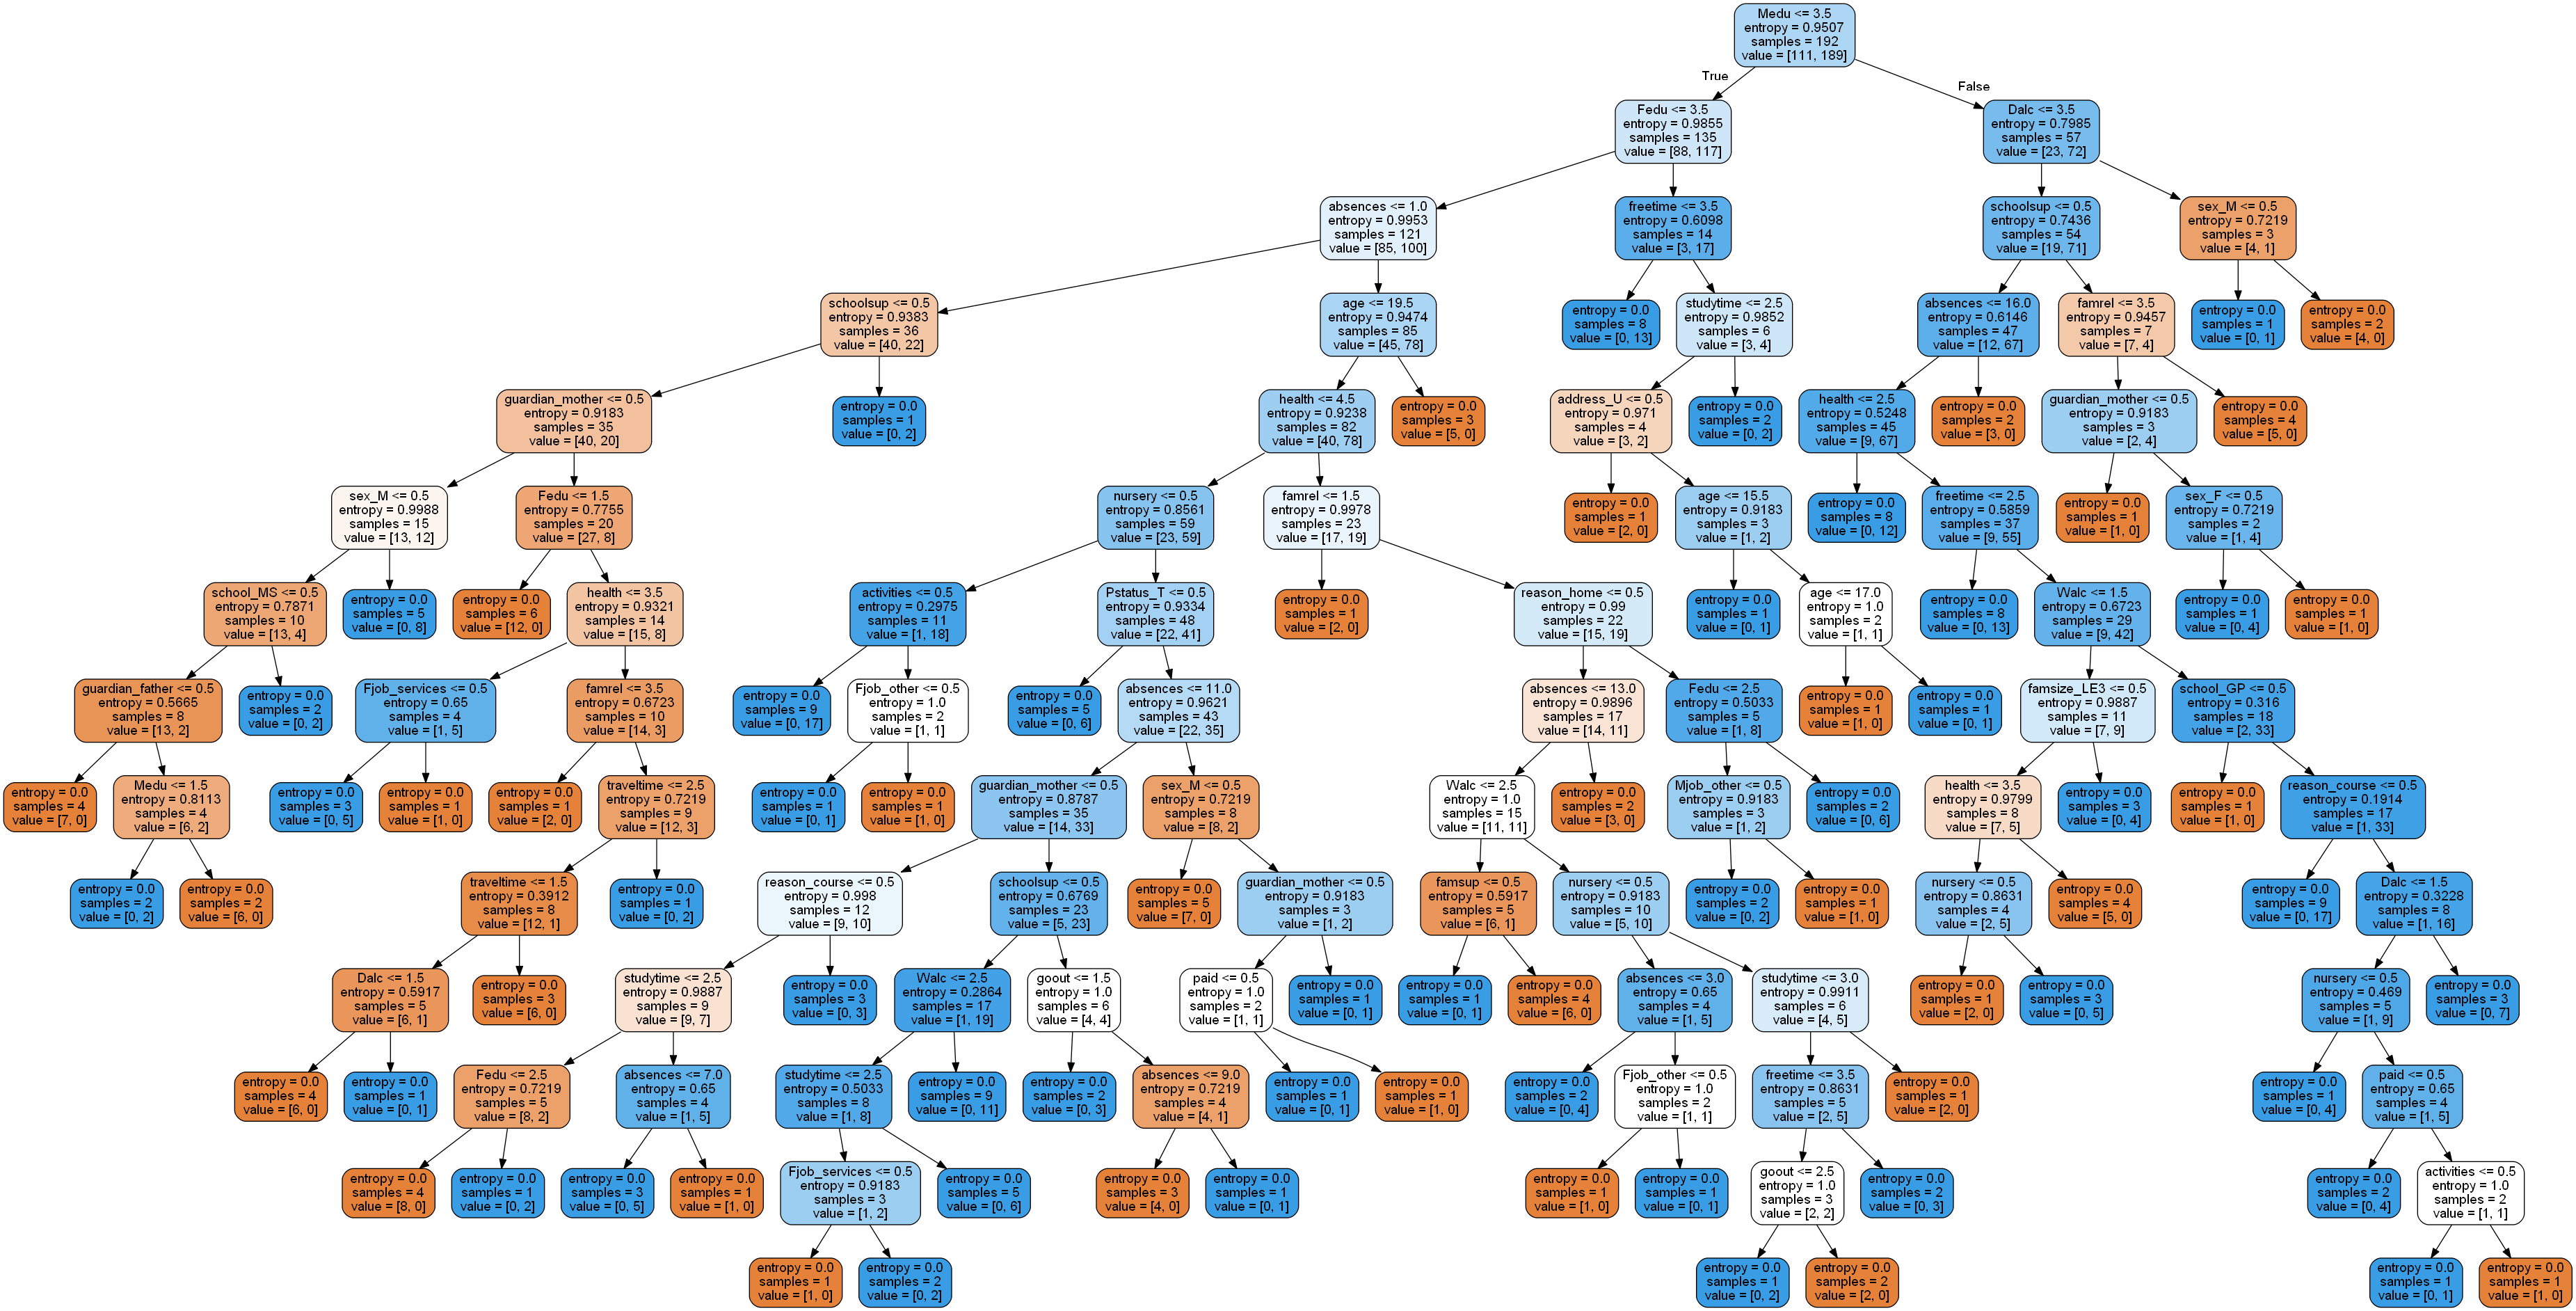 Medu <= 3.5
entropy = 0.9507
samples = 192
value = [111, 189]
True
False
Fedu <= 3.5
entropy = 0.9855
samples = 135
value = [88, 117]
Dalc <= 3.5
entropy = 0.7985
samples = 57
value = [23, 72]
absences <= 1.0
entropy = 0.9953
samples = 121
value = [85, 100]
freetime <= 3.5
entropy = 0.6098
samples = 14
value = [3, 17]
schoolsup <= 0.5
entropy = 0.7436
samples = 54
value = [19, 71]
sex_M <= 0.5
entropy = 0.7219
samples = 3
value = [4, 1]
schoolsup <= 0.5
entropy = 0.9383
samples = 36
value = [40, 22]
age <= 19.5
entropy = 0.9474
samples = 85
value = [45, 78]
entropy = 0.0
samples = 8
value = [0, 13]
studytime <= 2.5
entropy = 0.9852
samples = 6
value = [3, 4]
absences <= 16.0
entropy = 0.6146
samples = 47
value = [12, 67]
famrel <= 3.5
entropy = 0.9457
samples = 7
value = [7, 4]
entropy = 0.0
samples = 1
value = [0, 1]
entropy = 0.0
samples = 2
value = [4, 0]
guardian_mother <= 0.5
entropy = 0.9183
samples = 35
value = [40, 20]
entropy = 0.0
samples = 1
value = [0, 2]
health <= 4.5
entropy = 0.9238
samples = 82
value = [40, 78]
entropy = 0.0
samples = 3
value = [5, 0]
address_U <= 0.5
entropy = 0.971
samples = 4
value = [3, 2]
entropy = 0.0
samples = 2
value = [0, 2]
health <= 2.5
entropy = 0.5248
samples = 45
value = [9, 67]
entropy = 0.0
samples = 2
value = [3, 0]
guardian_mother <= 0.5
entropy = 0.9183
samples = 3
value = [2, 4]
entropy = 0.0
samples = 4
value = [5, 0]
sex_M <= 0.5
entropy = 0.9988
samples = 15
value = [13, 12]
Fedu <= 1.5
entropy = 0.7755
samples = 20
value = [27, 8]
nursery <= 0.5
entropy = 0.8561
samples = 59
value = [23, 59]
famrel <= 1.5
entropy = 0.9978
samples = 23
value = [17, 19]
entropy = 0.0
samples = 1
value = [2, 0]
age <= 15.5
entropy = 0.9183
samples = 3
value = [1, 2]
entropy = 0.0
samples = 8
value = [0, 12]
freetime <= 2.5
entropy = 0.5859
samples = 37
value = [9, 55]
entropy = 0.0
samples = 1
value = [1, 0]
sex_F <= 0.5
entropy = 0.7219
samples = 2
value = [1, 4]
school_MS <= 0.5
entropy = 0.7871
samples = 10
value = [13, 4]
entropy = 0.0
samples = 5
value = [0, 8]
entropy = 0.0
samples = 6
value = [12, 0]
health <= 3.5
entropy = 0.9321
samples = 14
value = [15, 8]
activities <= 0.5
entropy = 0.2975
samples = 11
value = [1, 18]
Pstatus_T <= 0.5
entropy = 0.9334
samples = 48
value = [22, 41]
entropy = 0.0
samples = 1
value = [2, 0]
reason_home <= 0.5
entropy = 0.99
samples = 22
value = [15, 19]
entropy = 0.0
samples = 1
value = [0, 1]
age <= 17.0
entropy = 1.0
samples = 2
value = [1, 1]
entropy = 0.0
samples = 8
value = [0, 13]
Walc <= 1.5
entropy = 0.6723
samples = 29
value = [9, 42]
entropy = 0.0
samples = 1
value = [0, 4]
entropy = 0.0
samples = 1
value = [1, 0]
guardian_father <= 0.5
entropy = 0.5665
samples = 8
value = [13, 2]
entropy = 0.0
samples = 2
value = [0, 2]
Fjob_services <= 0.5
entropy = 0.65
samples = 4
value = [1, 5]
famrel <= 3.5
entropy = 0.6723
samples = 10
value = [14, 3]
entropy = 0.0
samples = 9
value = [0, 17]
Fjob_other <= 0.5
entropy = 1.0
samples = 2
value = [1, 1]
entropy = 0.0
samples = 5
value = [0, 6]
absences <= 11.0
entropy = 0.9621
samples = 43
value = [22, 35]
absences <= 13.0
entropy = 0.9896
samples = 17
value = [14, 11]
Fedu <= 2.5
entropy = 0.5033
samples = 5
value = [1, 8]
entropy = 0.0
samples = 1
value = [1, 0]
entropy = 0.0
samples = 1
value = [0, 1]
famsize_LE3 <= 0.5
entropy = 0.9887
samples = 11
value = [7, 9]
school_GP <= 0.5
entropy = 0.316
samples = 18
value = [2, 33]
entropy = 0.0
samples = 4
value = [7, 0]
Medu <= 1.5
entropy = 0.8113
samples = 4
value = [6, 2]
entropy = 0.0
samples = 3
value = [0, 5]
entropy = 0.0
samples = 1
value = [1, 0]
entropy = 0.0
samples = 1
value = [2, 0]
traveltime <= 2.5
entropy = 0.7219
samples = 9
value = [12, 3]
entropy = 0.0
samples = 1
value = [0, 1]
entropy = 0.0
samples = 1
value = [1, 0]
guardian_mother <= 0.5
entropy = 0.8787
samples = 35
value = [14, 33]
sex_M <= 0.5
entropy = 0.7219
samples = 8
value = [8, 2]
Walc <= 2.5
entropy = 1.0
samples = 15
value = [11, 11]
entropy = 0.0
samples = 2
value = [3, 0]
Mjob_other <= 0.5
entropy = 0.9183
samples = 3
value = [1, 2]
entropy = 0.0
samples = 2
value = [0, 6]
health <= 3.5
entropy = 0.9799
samples = 8
value = [7, 5]
entropy = 0.0
samples = 3
value = [0, 4]
entropy = 0.0
samples = 1
value = [1, 0]
reason_course <= 0.5
entropy = 0.1914
samples = 17
value = [1, 33]
entropy = 0.0
samples = 2
value = [0, 2]
entropy = 0.0
samples = 2
value = [6, 0]
traveltime <= 1.5
entropy = 0.3912
samples = 8
value = [12, 1]
entropy = 0.0
samples = 1
value = [0, 2]
reason_course <= 0.5
entropy = 0.998
samples = 12
value = [9, 10]
schoolsup <= 0.5
entropy = 0.6769
samples = 23
value = [5, 23]
entropy = 0.0
samples = 5
value = [7, 0]
guardian_mother <= 0.5
entropy = 0.9183
samples = 3
value = [1, 2]
famsup <= 0.5
entropy = 0.5917
samples = 5
value = [6, 1]
nursery <= 0.5
entropy = 0.9183
samples = 10
value = [5, 10]
entropy = 0.0
samples = 2
value = [0, 2]
entropy = 0.0
samples = 1
value = [1, 0]
nursery <= 0.5
entropy = 0.8631
samples = 4
value = [2, 5]
entropy = 0.0
samples = 4
value = [5, 0]
entropy = 0.0
samples = 9
value = [0, 17]
Dalc <= 1.5
entropy = 0.3228
samples = 8
value = [1, 16]
Dalc <= 1.5
entropy = 0.5917
samples = 5
value = [6, 1]
entropy = 0.0
samples = 3
value = [6, 0]
studytime <= 2.5
entropy = 0.9887
samples = 9
value = [9, 7]
entropy = 0.0
samples = 3
value = [0, 3]
Walc <= 2.5
entropy = 0.2864
samples = 17
value = [1, 19]
goout <= 1.5
entropy = 1.0
samples = 6
value = [4, 4]
paid <= 0.5
entropy = 1.0
samples = 2
value = [1, 1]
entropy = 0.0
samples = 1
value = [0, 1]
entropy = 0.0
samples = 1
value = [0, 1]
entropy = 0.0
samples = 4
value = [6, 0]
absences <= 3.0
entropy = 0.65
samples = 4
value = [1, 5]
studytime <= 3.0
entropy = 0.9911
samples = 6
value = [4, 5]
entropy = 0.0
samples = 1
value = [2, 0]
entropy = 0.0
samples = 3
value = [0, 5]
nursery <= 0.5
entropy = 0.469
samples = 5
value = [1, 9]
entropy = 0.0
samples = 3
value = [0, 7]
entropy = 0.0
samples = 4
value = [6, 0]
entropy = 0.0
samples = 1
value = [0, 1]
Fedu <= 2.5
entropy = 0.7219
samples = 5
value = [8, 2]
absences <= 7.0
entropy = 0.65
samples = 4
value = [1, 5]
studytime <= 2.5
entropy = 0.5033
samples = 8
value = [1, 8]
entropy = 0.0
samples = 9
value = [0, 11]
entropy = 0.0
samples = 2
value = [0, 3]
absences <= 9.0
entropy = 0.7219
samples = 4
value = [4, 1]
entropy = 0.0
samples = 1
value = [0, 1]
entropy = 0.0
samples = 1
value = [1, 0]
entropy = 0.0
samples = 2
value = [0, 4]
Fjob_other <= 0.5
entropy = 1.0
samples = 2
value = [1, 1]
freetime <= 3.5
entropy = 0.8631
samples = 5
value = [2, 5]
entropy = 0.0
samples = 1
value = [2, 0]
entropy = 0.0
samples = 1
value = [0, 4]
paid <= 0.5
entropy = 0.65
samples = 4
value = [1, 5]
entropy = 0.0
samples = 4
value = [8, 0]
entropy = 0.0
samples = 1
value = [0, 2]
entropy = 0.0
samples = 3
value = [0, 5]
entropy = 0.0
samples = 1
value = [1, 0]
Fjob_services <= 0.5
entropy = 0.9183
samples = 3
value = [1, 2]
entropy = 0.0
samples = 5
value = [0, 6]
entropy = 0.0
samples = 3
value = [4, 0]
entropy = 0.0
samples = 1
value = [0, 1]
entropy = 0.0
samples = 1
value = [1, 0]
entropy = 0.0
samples = 1
value = [0, 1]
goout <= 2.5
entropy = 1.0
samples = 3
value = [2, 2]
entropy = 0.0
samples = 2
value = [0, 3]
entropy = 0.0
samples = 2
value = [0, 4]
activities <= 0.5
entropy = 1.0
samples = 2
value = [1, 1]
entropy = 0.0
samples = 1
value = [1, 0]
entropy = 0.0
samples = 2
value = [0, 2]
entropy = 0.0
samples = 1
value = [0, 2]
entropy = 0.0
samples = 2
value = [2, 0]
entropy = 0.0
samples = 1
value = [0, 1]
entropy = 0.0
samples = 1
value = [1, 0]